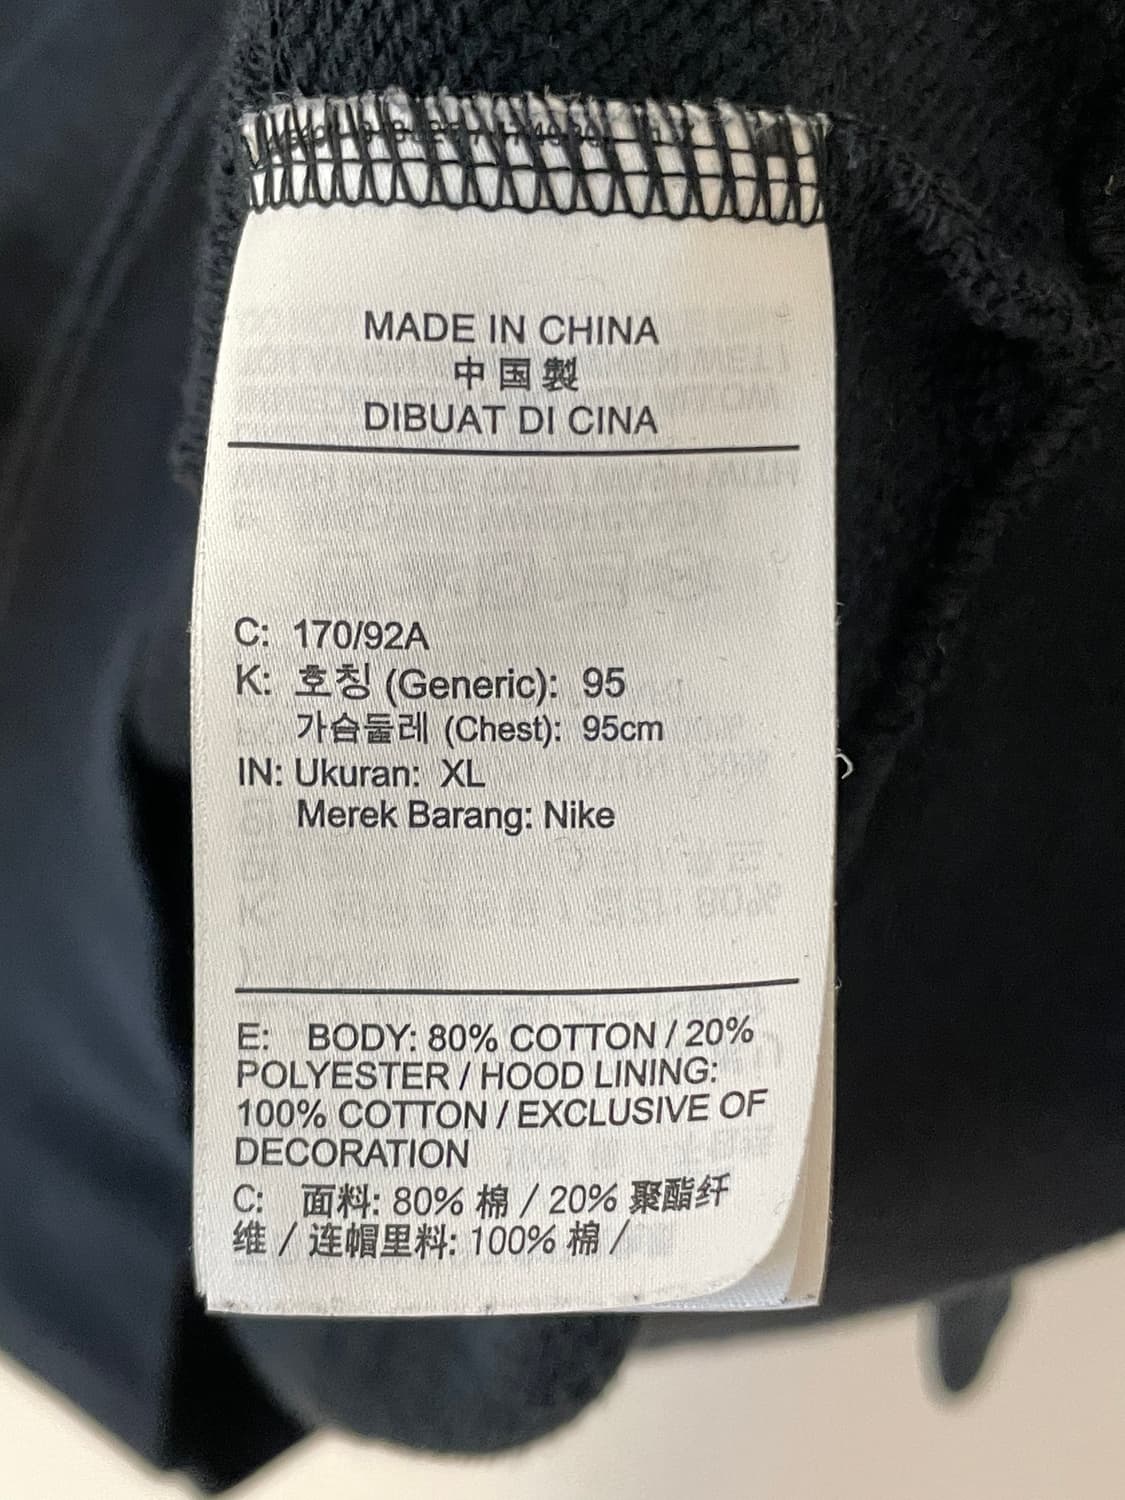 MADE IN CHINA
中国製
DIBUAT DI CINA
C: 170/92A
K: 호칭 (Generic): 95
가슴둘레 (Chest): 95cm
IN: Ukuran: XL
Merek Barang: Nike
E: BODY: 80% COTTON / 20%
POLYESTER / HOOD LINING:
100% COTTON / EXCLUSIVE OF
DECORATION
C: 面料: 80% 棉 / 20% 聚酯纤
维 / 连帽里料: 100% 棉 /